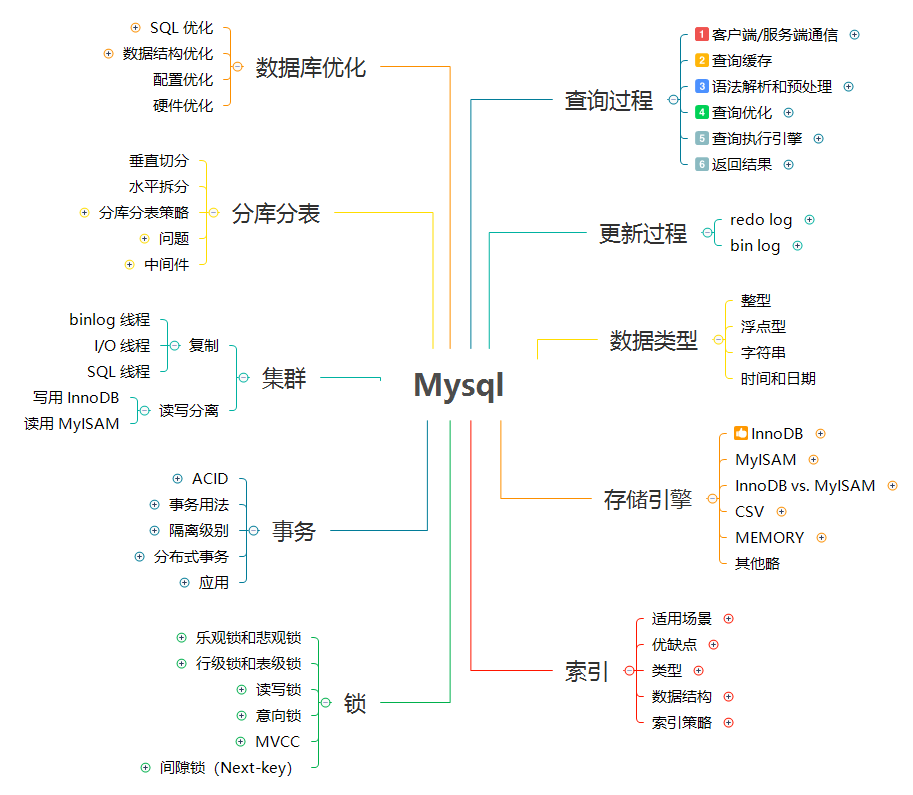 Mysql
查询过程
1 客户端/服务端通信
2 查询缓存
3 语法解析和预处理
4 查询优化
5 查询执行引擎
6 返回结果
更新过程
redo log
bin log
数据类型
整型
浮点型
字符串
时间和日期
存储引擎
InnoDB
MyISAM
InnoDB vs. MyISAM
CSV
MEMORY
其他略
索引
适用场景
优缺点
类型
数据结构
索引策略
数据库优化
SQL 优化
数据结构优化
配置优化
硬件优化
分库分表
垂直切分
水平拆分
分库分表策略
问题
中间件
集群
复制
binlog 线程
I/O 线程
SQL 线程
读写分离
写用 InnoDB
读用 MyISAM
事务
ACID
事务用法
隔离级别
分布式事务
应用
锁
乐观锁和悲观锁
行级锁和表级锁
读写锁
意向锁
MVCC
间隙锁（Next-key）